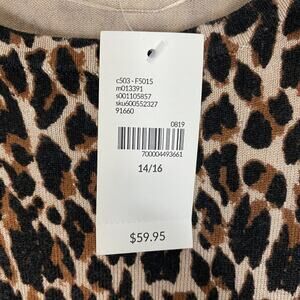 c503 - F5015
m013391
s001105857
sku600552327
91660
0819
700004493661
14/16
$59.95